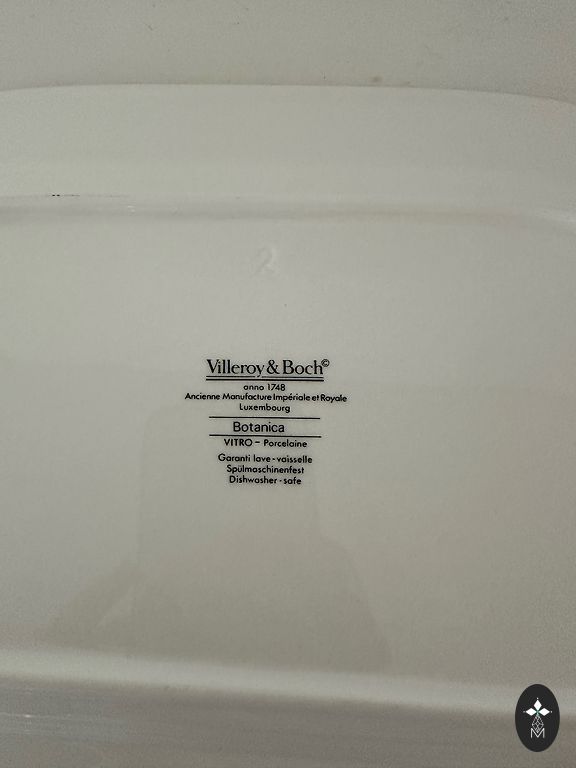 Villeroy & Boch©
anno 1748
Ancienne Manufacture Impériale et Royale
Luxembourg
Botanica
VITRO – Porcelaine
Garanti lave-vaisselle
Spülmaschinenfest
Dishwasher-safe
M